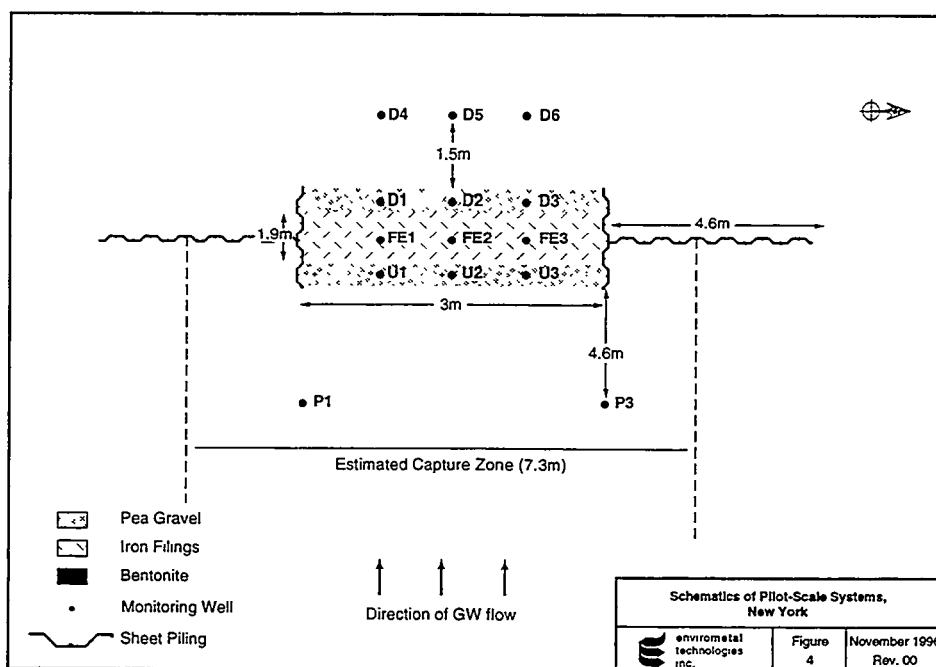 D4 D5 D6
1.5m
D1 D2 D3
4.6m
1.9m
FE1 FE2 FE3
U1 U2 U3
3m
4.6m
P1 P3
Estimated Capture Zone (7.3m)
Pea Gravel
Iron Filings
Bentonite
Monitoring Well
Sheet Piling
Direction of GW flow
Schematics of Pilot-Scale Systems,
New York
envirometal
technologies
inc.
Figure
4
November 1996
Rev. 00